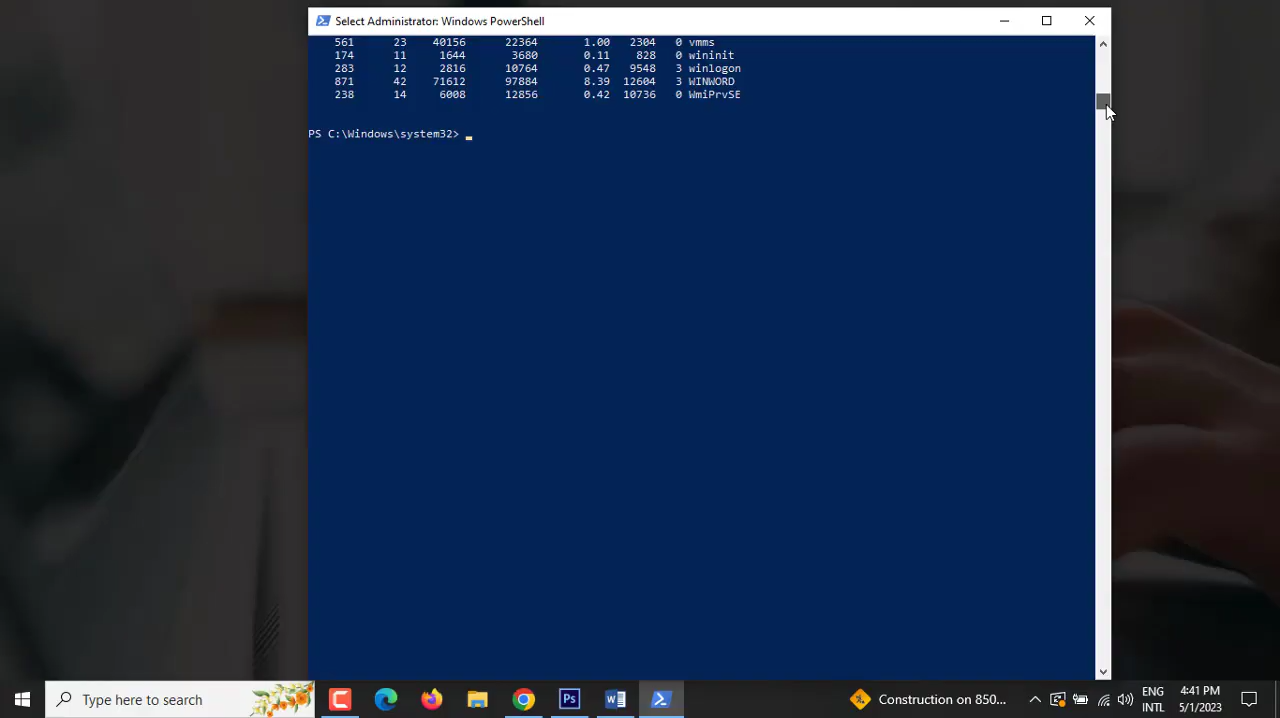 Select Administrator: Windows PowerShell
561 23 40156 22364 1.00 2304 0 vmms
174 11 1644 3680 0.11 828 0 wininit
283 12 2816 10764 0.47 9548 3 winlogon
871 42 71612 97884 8.39 12604 3 WINWORD
238 14 6008 12856 0.42 10736 0 WmiPrvSE
PS C:\Windows\system32>
Type here to search
Ps
Construction on 850...
ENG
INTL
4:41 PM
5/1/2023